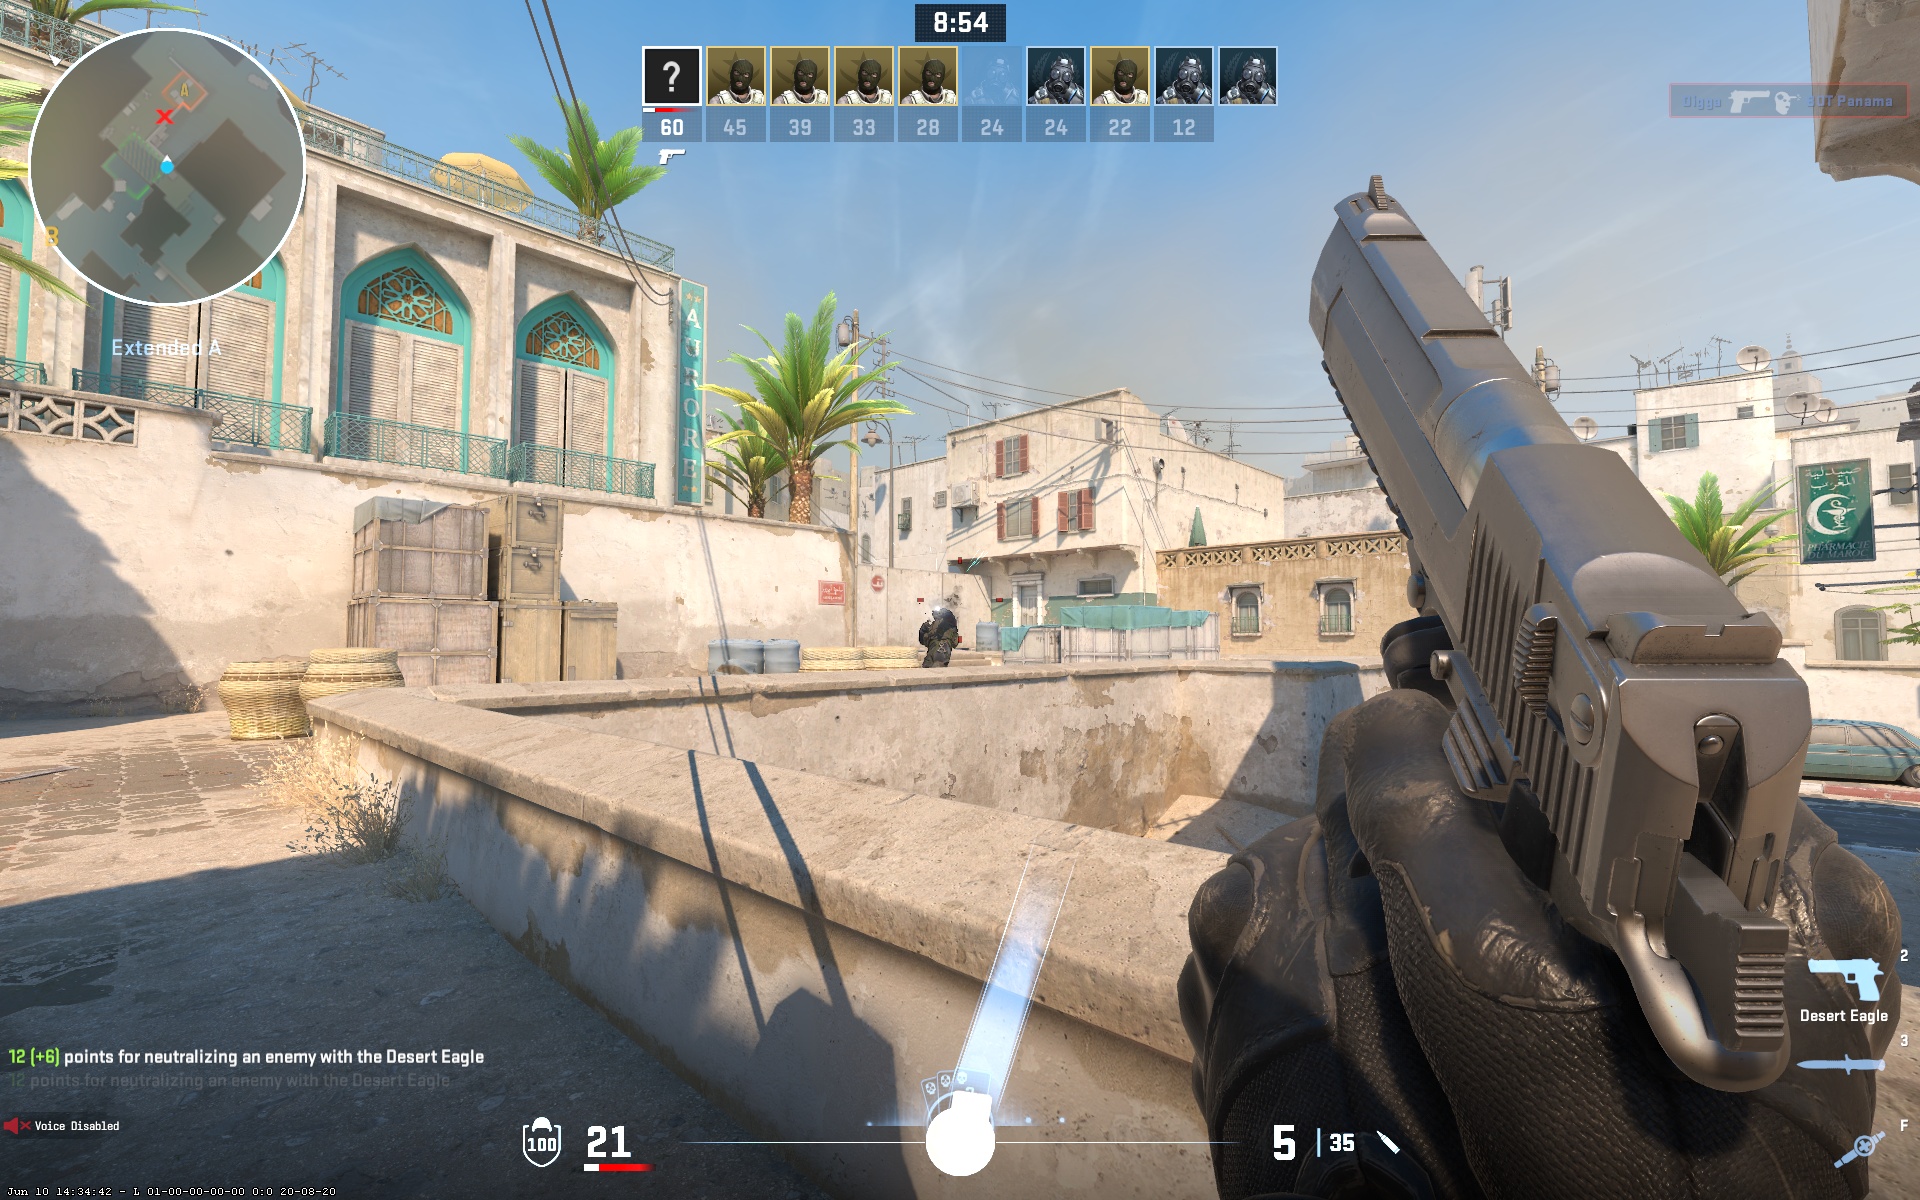 8:54
?
60 45 39 33 28 24 24 22 12
Diggo SDT Panama
A
B
Extended A
AURORE
PHARMACIE
DU MAROC
2
Desert Eagle
3
F
12 (+6) points for neutralizing an enemy with the Desert Eagle
12 points for neutralizing an enemy with the Desert Eagle
Voice Disabled
100 21
5 35
Jun 10 14:34:42 - L 01-00-00-00-00 0:0 20-08-20